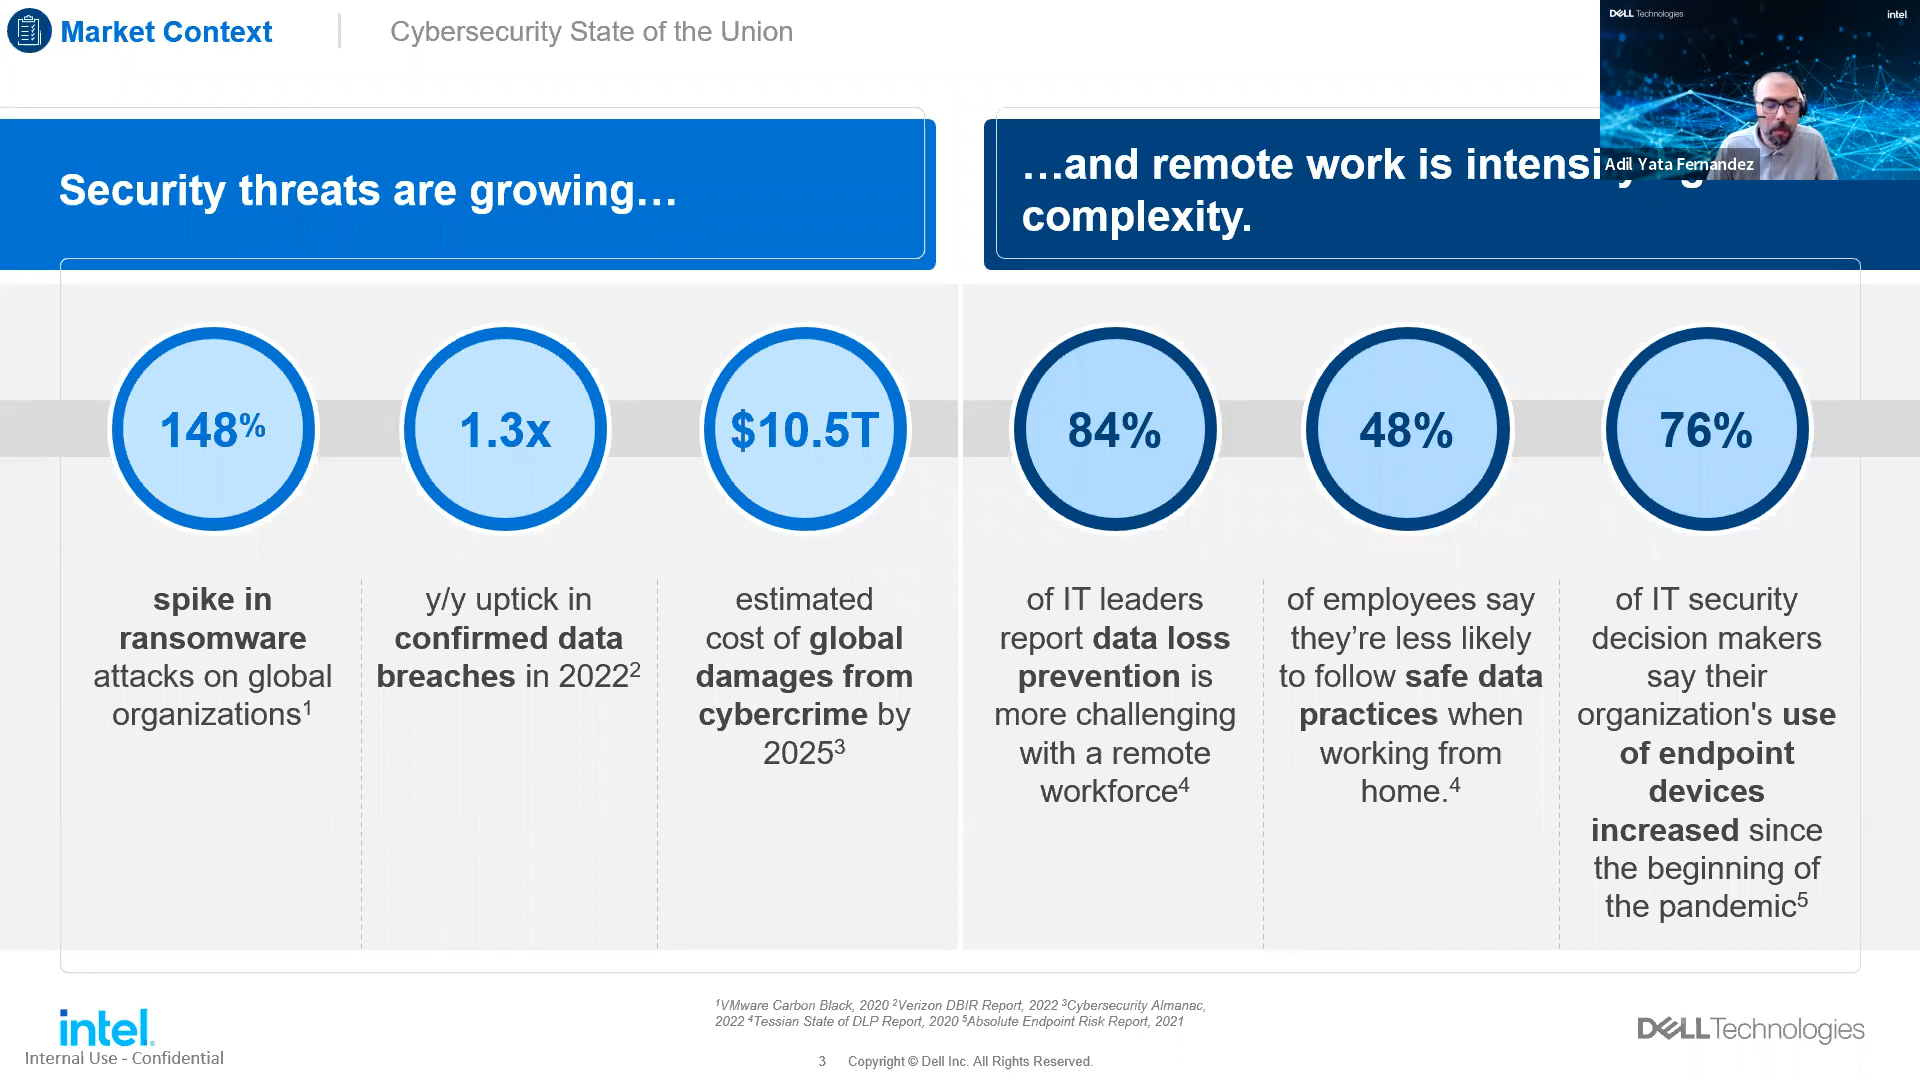 Market Context
Cybersecurity State of the Union
DELL Technologies
intel
Adil Yata Fernandez
Security threats are growing…
…and remote work is
complexity.
148%
1.3x
$10.5T
84%
48%
76%
spike in
ransomware
attacks on global
organizations¹
y/y uptick in
confirmed data
breaches in 2022²
estimated
cost of global
damages from
cybercrime by
2025³
of IT leaders
report data loss
prevention is
more challenging
with a remote
workforce⁴
of employees say
they’re less likely
to follow safe data
practices when
working from
home.⁴
of IT security
decision makers
say their
organization's use
of endpoint
devices
increased since
the beginning of
the pandemic⁵
¹VMware Carbon Black, 2020 ²Verizon DBIR Report, 2022 ³Cybersecurity Almanac,
2022 ⁴Tessian State of DLP Report, 2020 ⁵Absolute Endpoint Risk Report, 2021
intel.
Internal Use - Confidential
3 Copyright © Dell Inc. All Rights Reserved.
DELLTechnologies